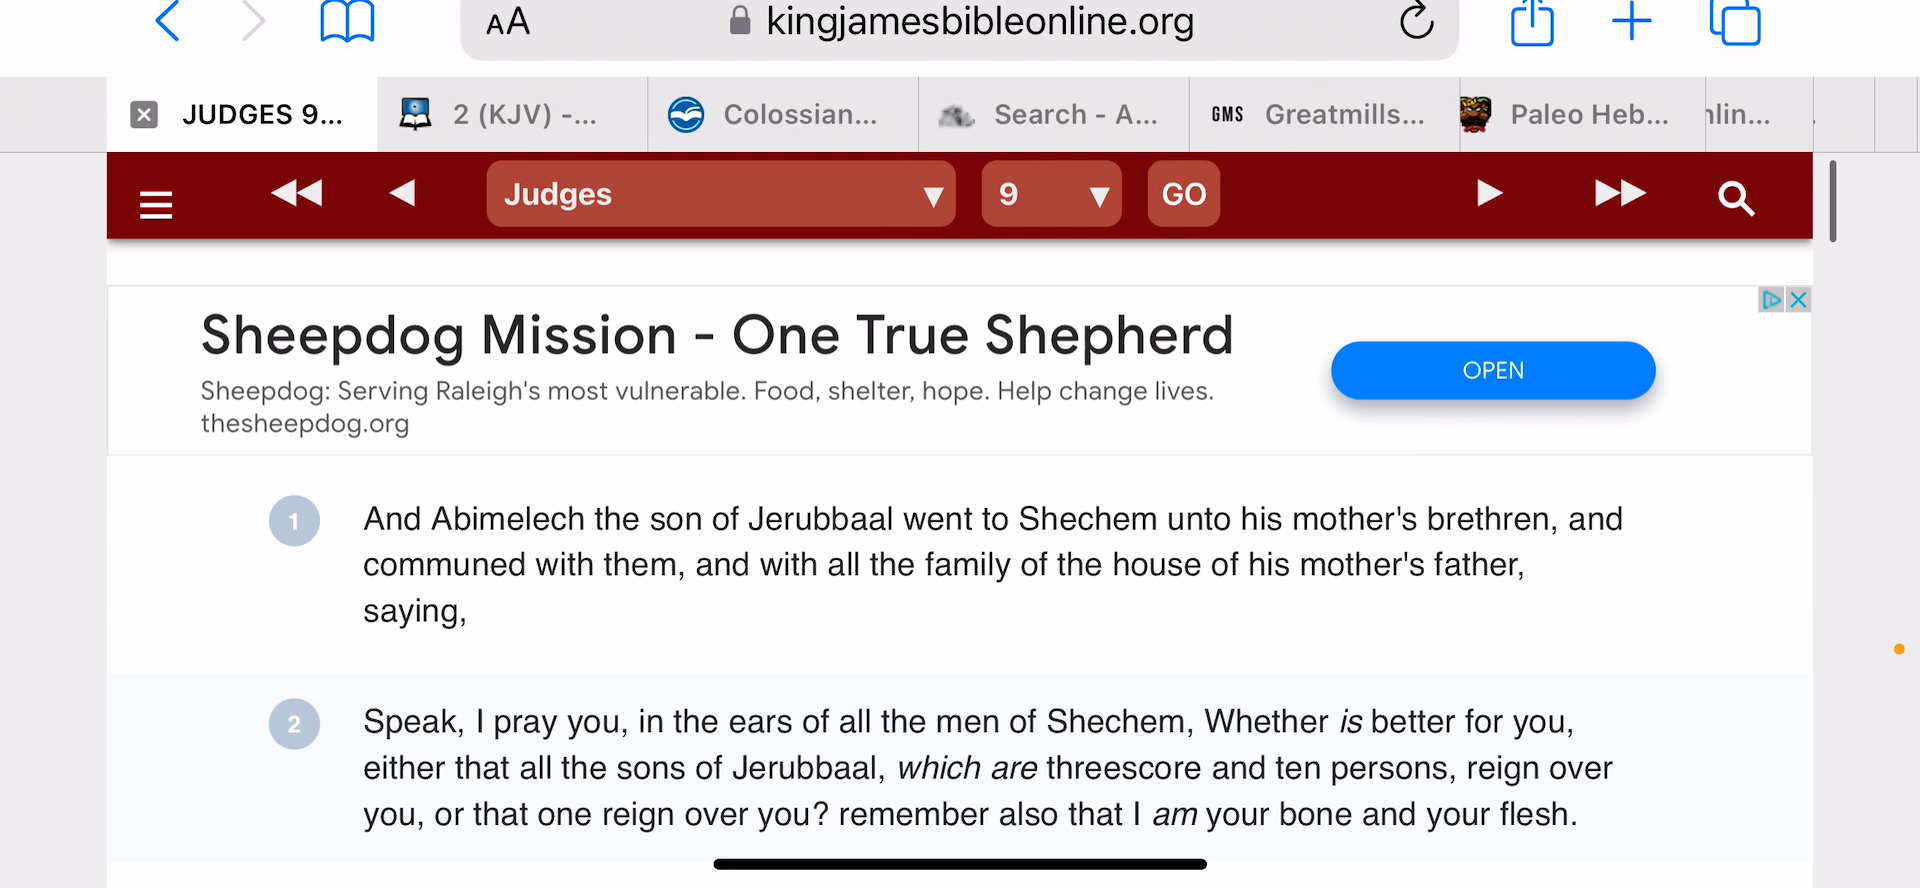 AA kingjamesbibleonline.org
JUDGES 9... 2 (KJV) -... Colossian... Search - A... GMS Greatmills... Paleo Heb... nlin...
Judges 9 GO
Sheepdog Mission - One True Shepherd
Sheepdog: Serving Raleigh's most vulnerable. Food, shelter, hope. Help change lives.
thesheepdog.org
OPEN
1 And Abimelech the son of Jerubbaal went to Shechem unto his mother's brethren, and
communed with them, and with all the family of the house of his mother's father,
saying,
2 Speak, I pray you, in the ears of all the men of Shechem, Whether is better for you,
either that all the sons of Jerubbaal, which are threescore and ten persons, reign over
you, or that one reign over you? remember also that I am your bone and your flesh.